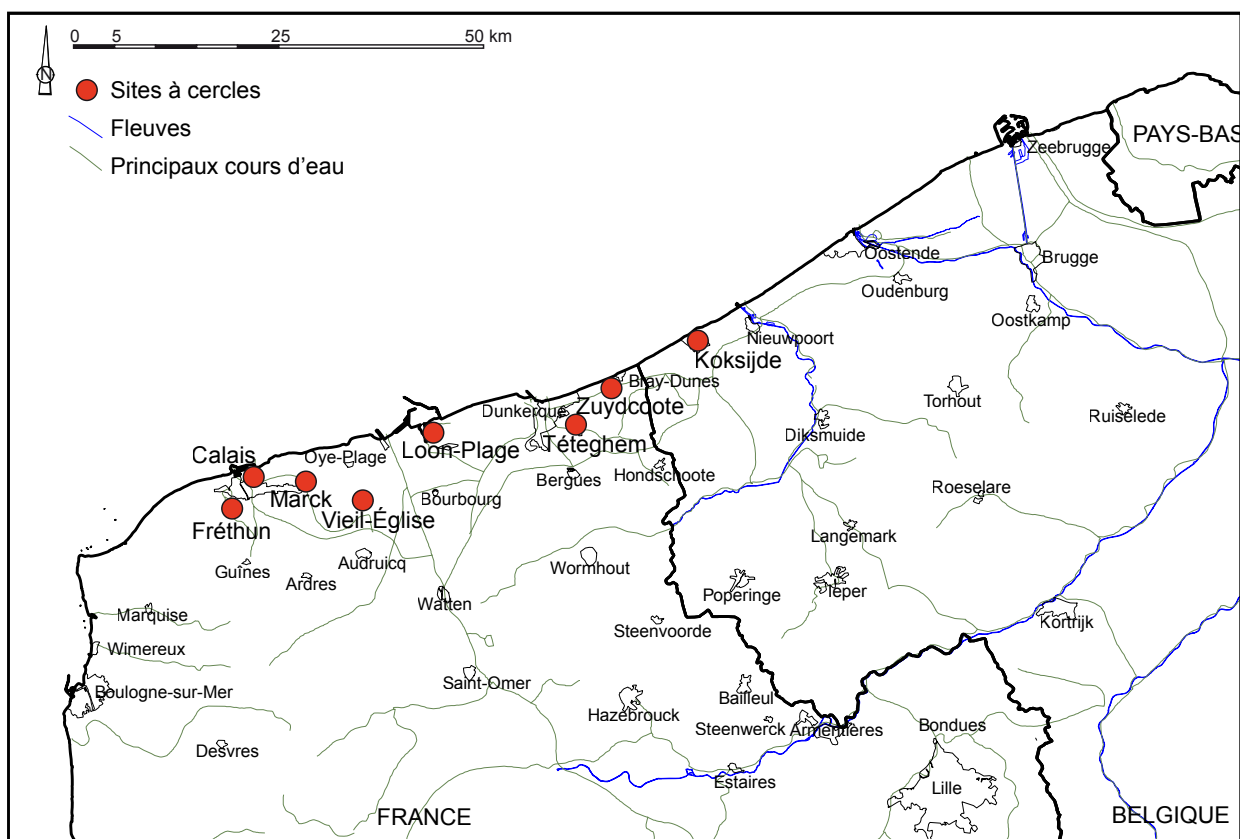 0 5 25 50 km
N
Sites à cercles
Fleuves
Principaux cours d'eau
PAYS-BAS
Zeebrugge
Oostende
Brugge
Oudenburg
Oostkamp
Nieuwpoort
Koksijde
Bray-Dunes
Zuydcoote
Dunkerque
Torhout
Ruiselede
Téteghem
Diksmuide
Loon-Plage
Calais
Oye-Plage
Hondschoote
Bergues
Marck
Bourbourg
Roeselare
Vieil-Église
Fréthun
Langemark
Audruicq
Wormhout
Guînes
Ardres
Poperinge
Ieper
Watten
Marquise
Kortrijk
Steenvoorde
Wimereux
Saint-Omer
Boulogne-sur-Mer
Bailleul
Hazebrouck
Steenwerck
Armentières
Bondues
Desvres
Estaires
Lille
FRANCE
BELGIQUE